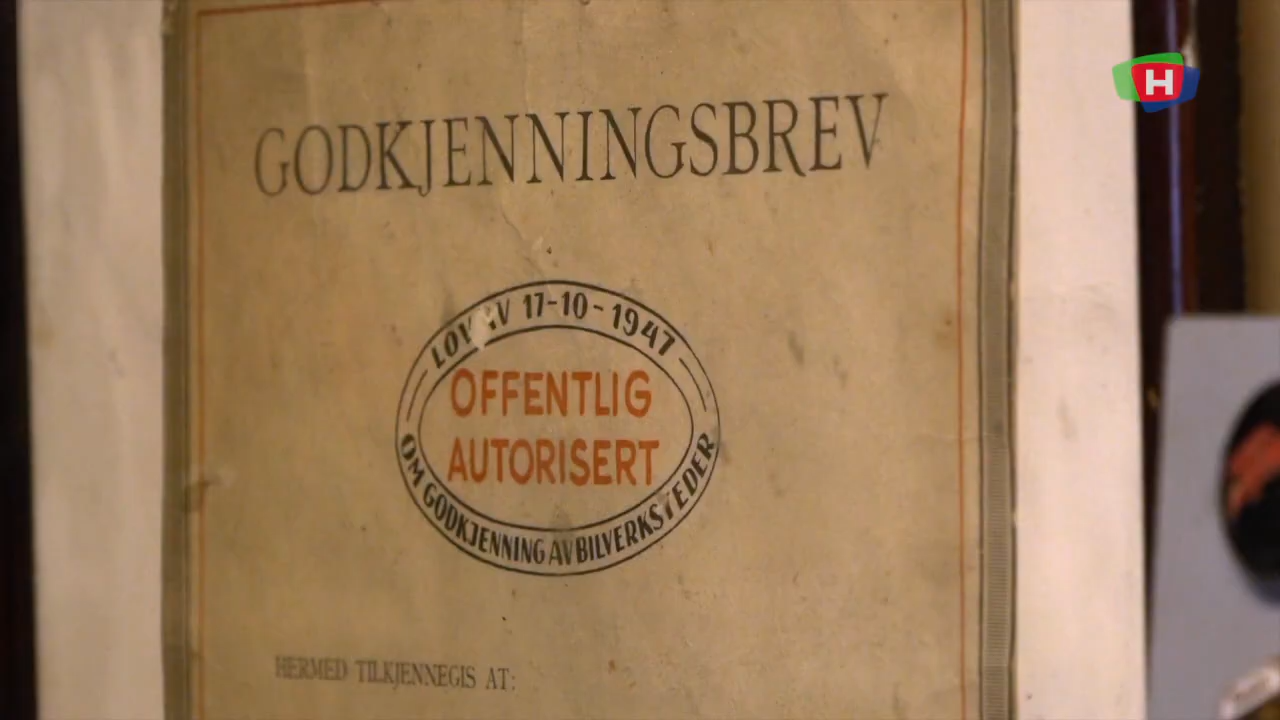 H
GODKJENNINGSBREV
LOV AV 17-10-1947
OFFENTLIG
AUTORISERT
OM GODKJENNING AV BILVERKSTEDER
HERMED TILKJENNEGIS AT: